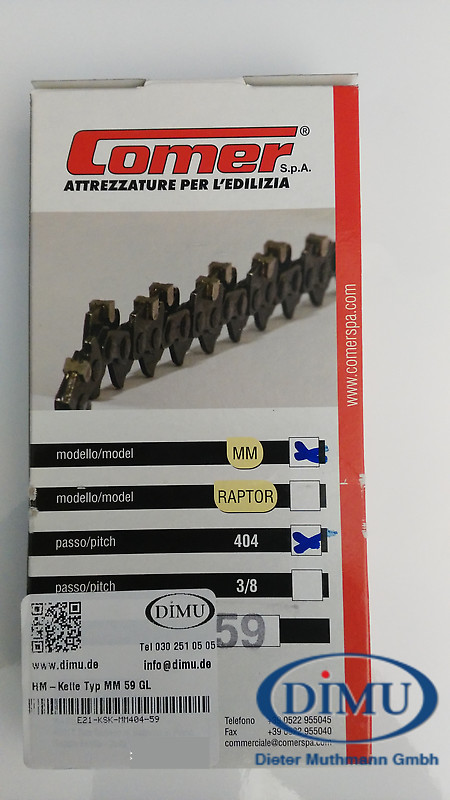 Comer®
S.p.A.
ATTREZZATURE PER L'EDILIZIA
www.comerspa.com
modello/model MM X
modello/model RAPTOR
passo/pitch 404 X
passo/pitch 3/8
59
DIMU
Tel 030 251 05 05
www.dimu.de info@dimu.de
HM-Kette Typ MM 59 GL
E21-KSK-MM404-59
Telefono 0522 955045
Fax +39 0522 955040
commerciale@comerspa.com
DIMU
Dieter Muthmann GmbH